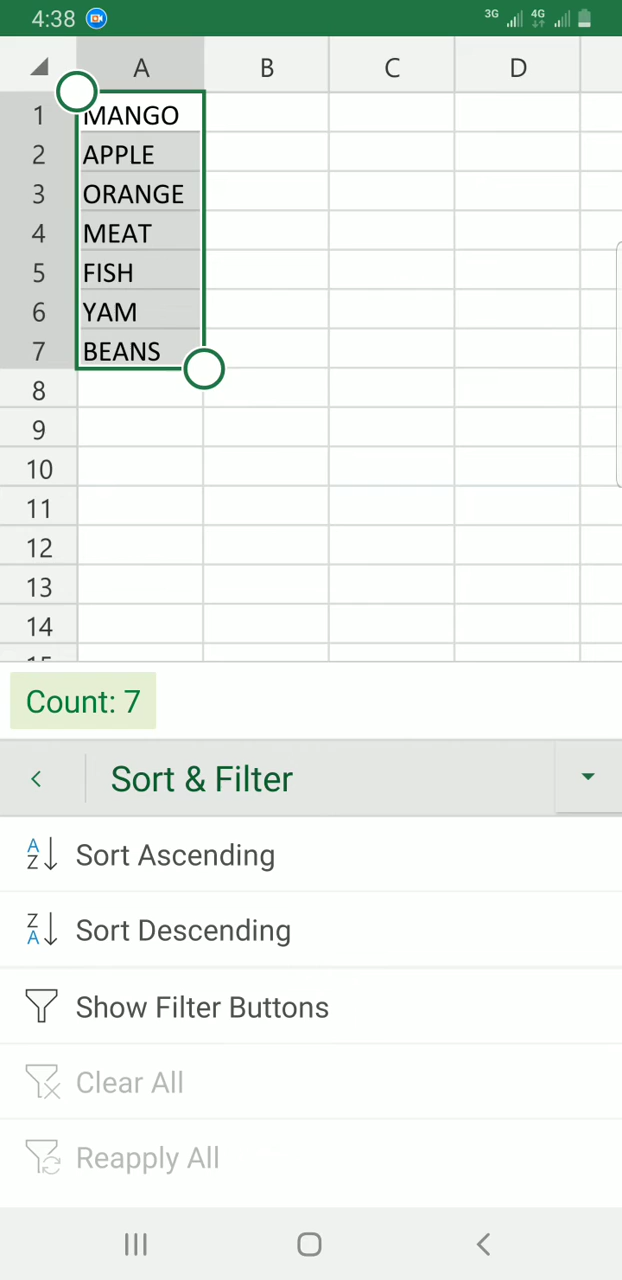 4:38 3G 4G
A B C D
1 MANGO
2 APPLE
3 ORANGE
4 MEAT
5 FISH
6 YAM
7 BEANS
8
9
10
11
12
13
14
15
Count: 7
Sort & Filter
A Z Sort Ascending
Z A Sort Descending
Show Filter Buttons
Clear All
Reapply All